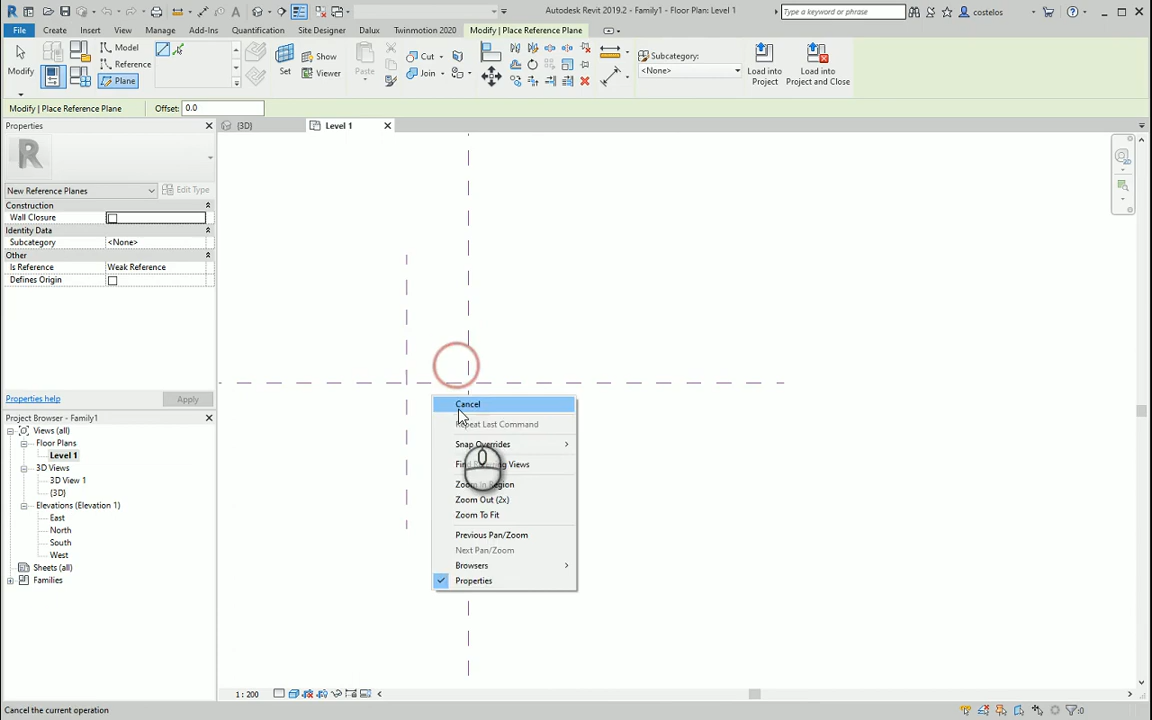 Autodesk Revit 2019.2 - Family1 - Floor Plan: Level 1
Type a keyword or phrase
costelos
File
Create
Insert
View
Manage
Add-Ins
Quantification
Site Designer
Dalux
Twinmotion 2020
Modify | Place Reference Plane
Modify
Model
Reference
Plane
Set
Show
Viewer
Paste
Cut
Join
Subcategory:
<None>
Load into
Project
Load into
Project and Close
Modify | Place Reference Plane
Offset: 0.0
Properties
{3D}
Level 1
New Reference Planes
Edit Type
Construction
Wall Closure
Identity Data
Subcategory <None>
Other
Is Reference Weak Reference
Defines Origin
Properties help
Apply
Project Browser - Family1
Views (all)
Floor Plans
Level 1
3D Views
3D View 1
{3D}
Elevations (Elevation 1)
East
North
South
West
Sheets (all)
Families
Cancel
Repeat Last Command
Snap Overrides
Views
Zoom In Region
Zoom Out (2x)
Zoom To Fit
Previous Pan/Zoom
Next Pan/Zoom
Browsers
Properties
1 : 200
Cancel the current operation
:0